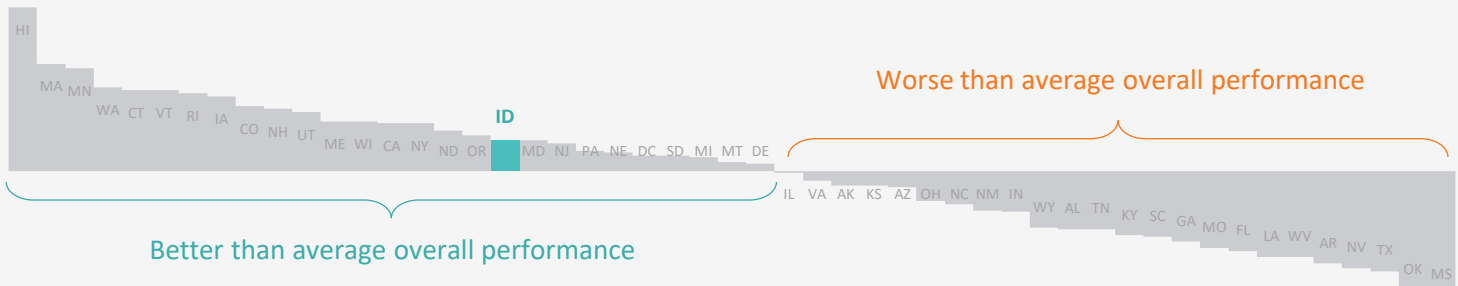 HI
MA
MN
WA
CT
VT
RI
IA
CO
NH
UT
ME
WI
CA
NY
ND
OR
ID
MD
NJ
PA
NE
DC
SD
MI
MT
DE
Worse than average overall performance
IL
VA
AK
KS
AZ
OH
NC
NM
IN
WY
AL
TN
KY
SC
GA
MO
FL
LA
WV
AR
NV
TX
OK
MS
Better than average overall performance